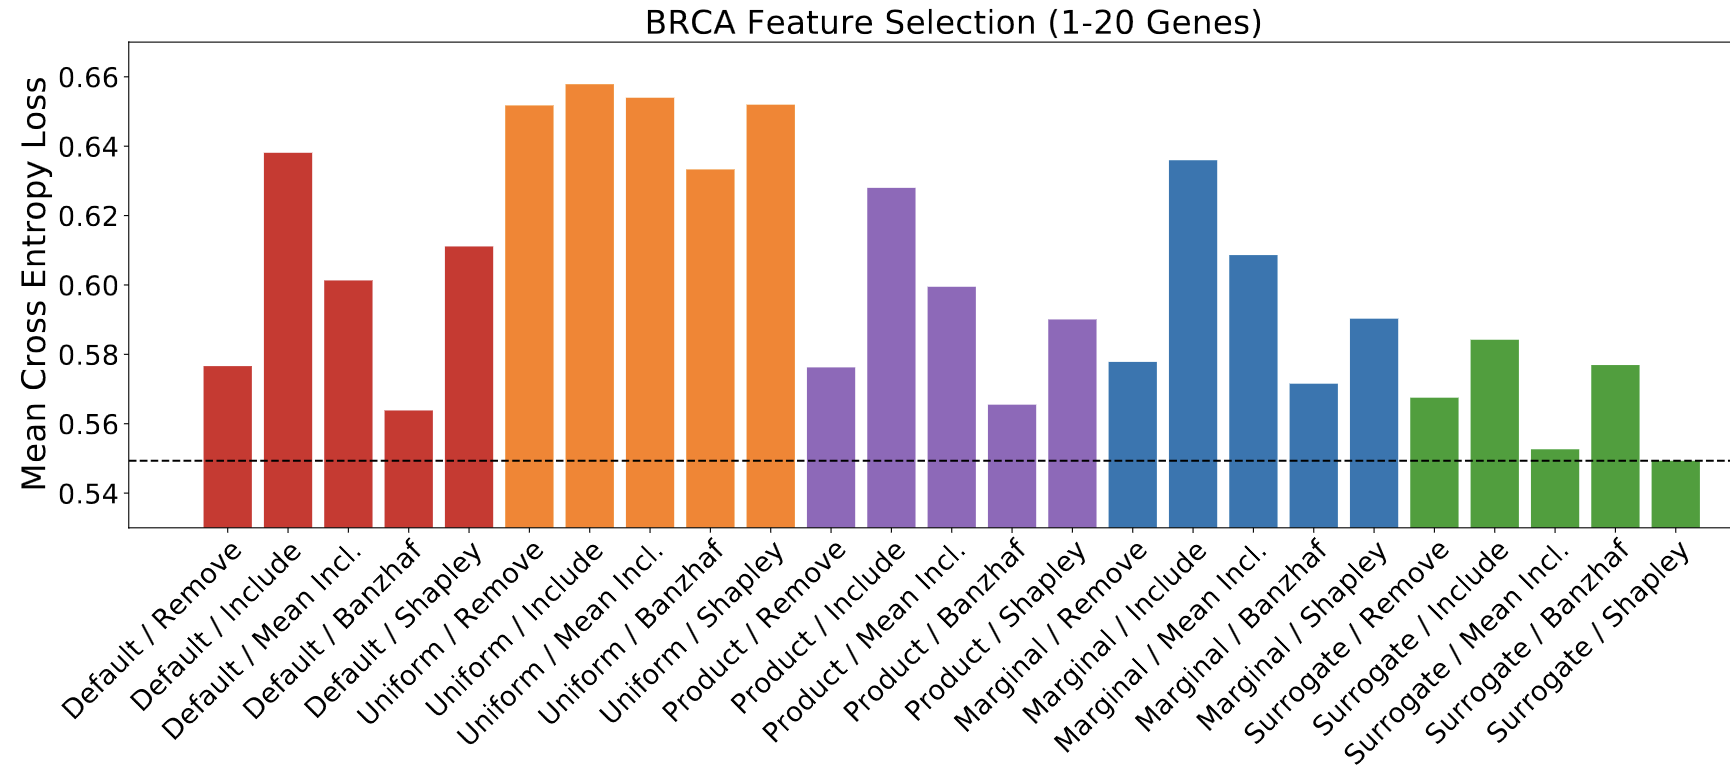 BRCA Feature Selection (1-20 Genes)
Mean Cross Entropy Loss
0.66
0.64
0.62
0.60
0.58
0.56
0.54
Default / Remove
Default / Include
Default / Mean Incl.
Default / Banzhaf
Default / Shapley
Uniform / Remove
Uniform / Include
Uniform / Mean Incl.
Uniform / Banzhaf
Uniform / Shapley
Product / Remove
Product / Include
Product / Mean Incl.
Product / Banzhaf
Product / Shapley
Marginal / Remove
Marginal / Include
Marginal / Mean Incl.
Marginal / Banzhaf
Marginal / Shapley
Surrogate / Remove
Surrogate / Include
Surrogate / Mean Incl.
Surrogate / Banzhaf
Surrogate / Shapley